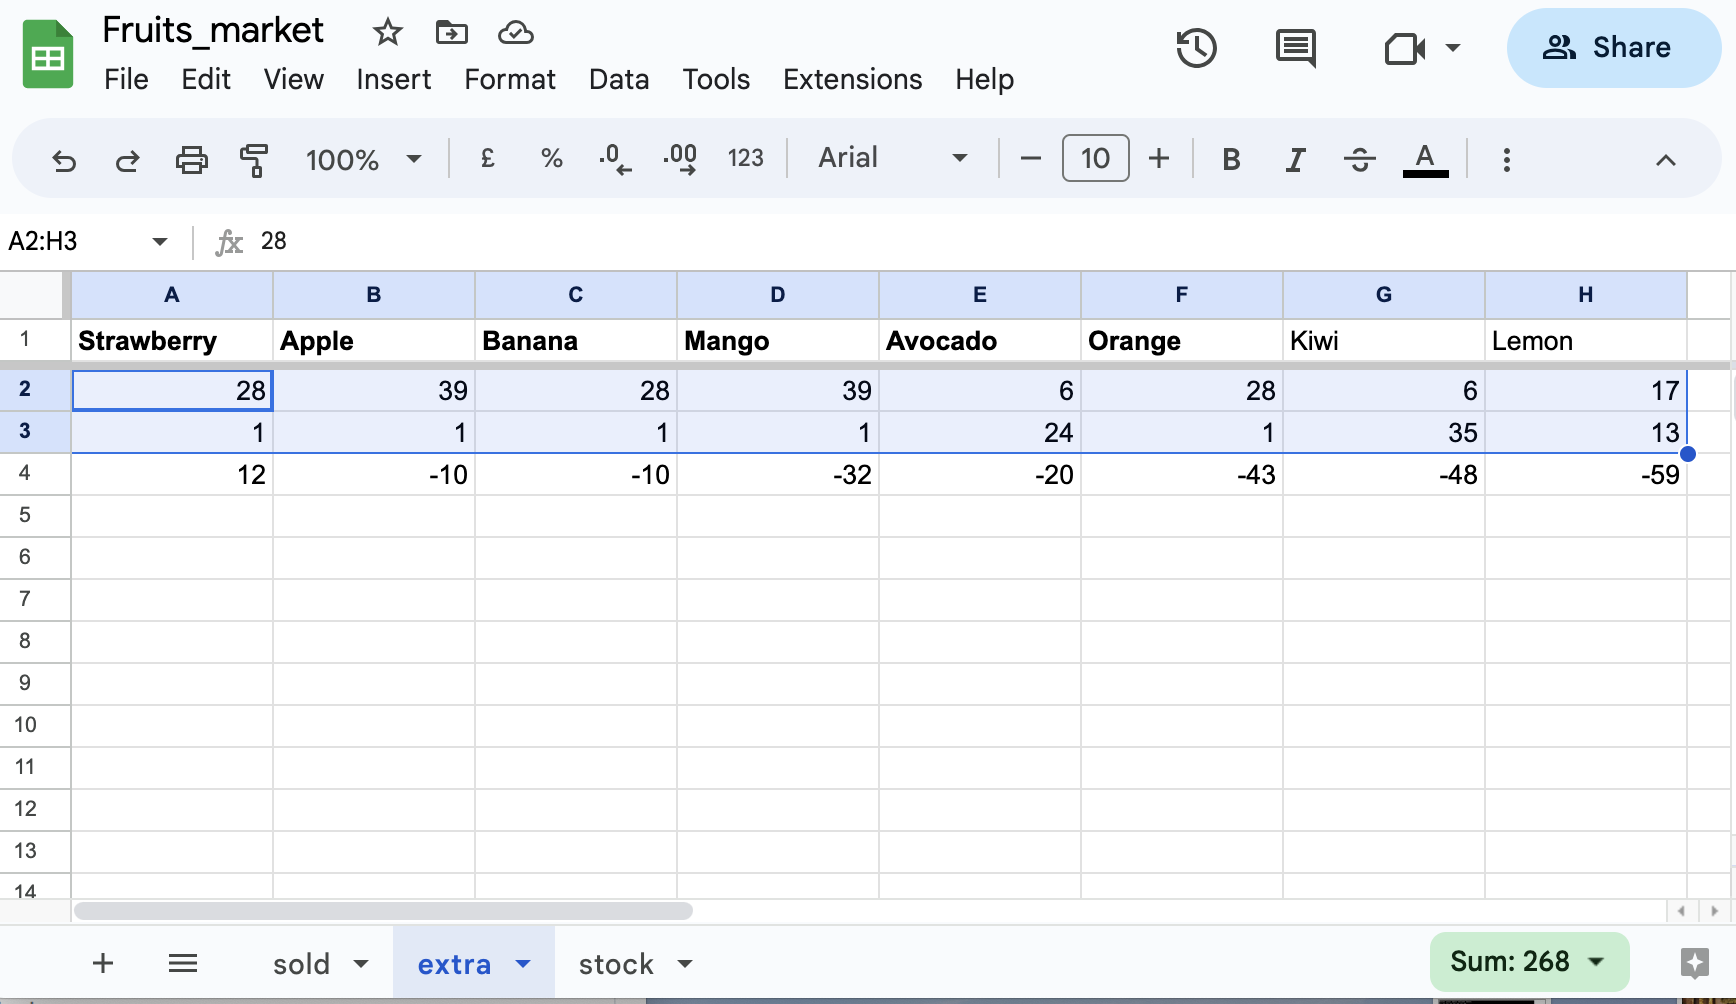 Fruits_market
File Edit View Insert Format Data Tools Extensions Help
Share
100% £ % .0 .00 123 Arial 10 B I S A
A2:H3 fx 28
A B C D E F G H
1 Strawberry Apple Banana Mango Avocado Orange Kiwi Lemon
2 28 39 28 39 6 28 6 17
3 1 1 1 1 24 1 35 13
4 12 -10 -10 -32 -20 -43 -48 -59
5
6
7
8
9
10
11
12
13
14
sold extra stock Sum: 268